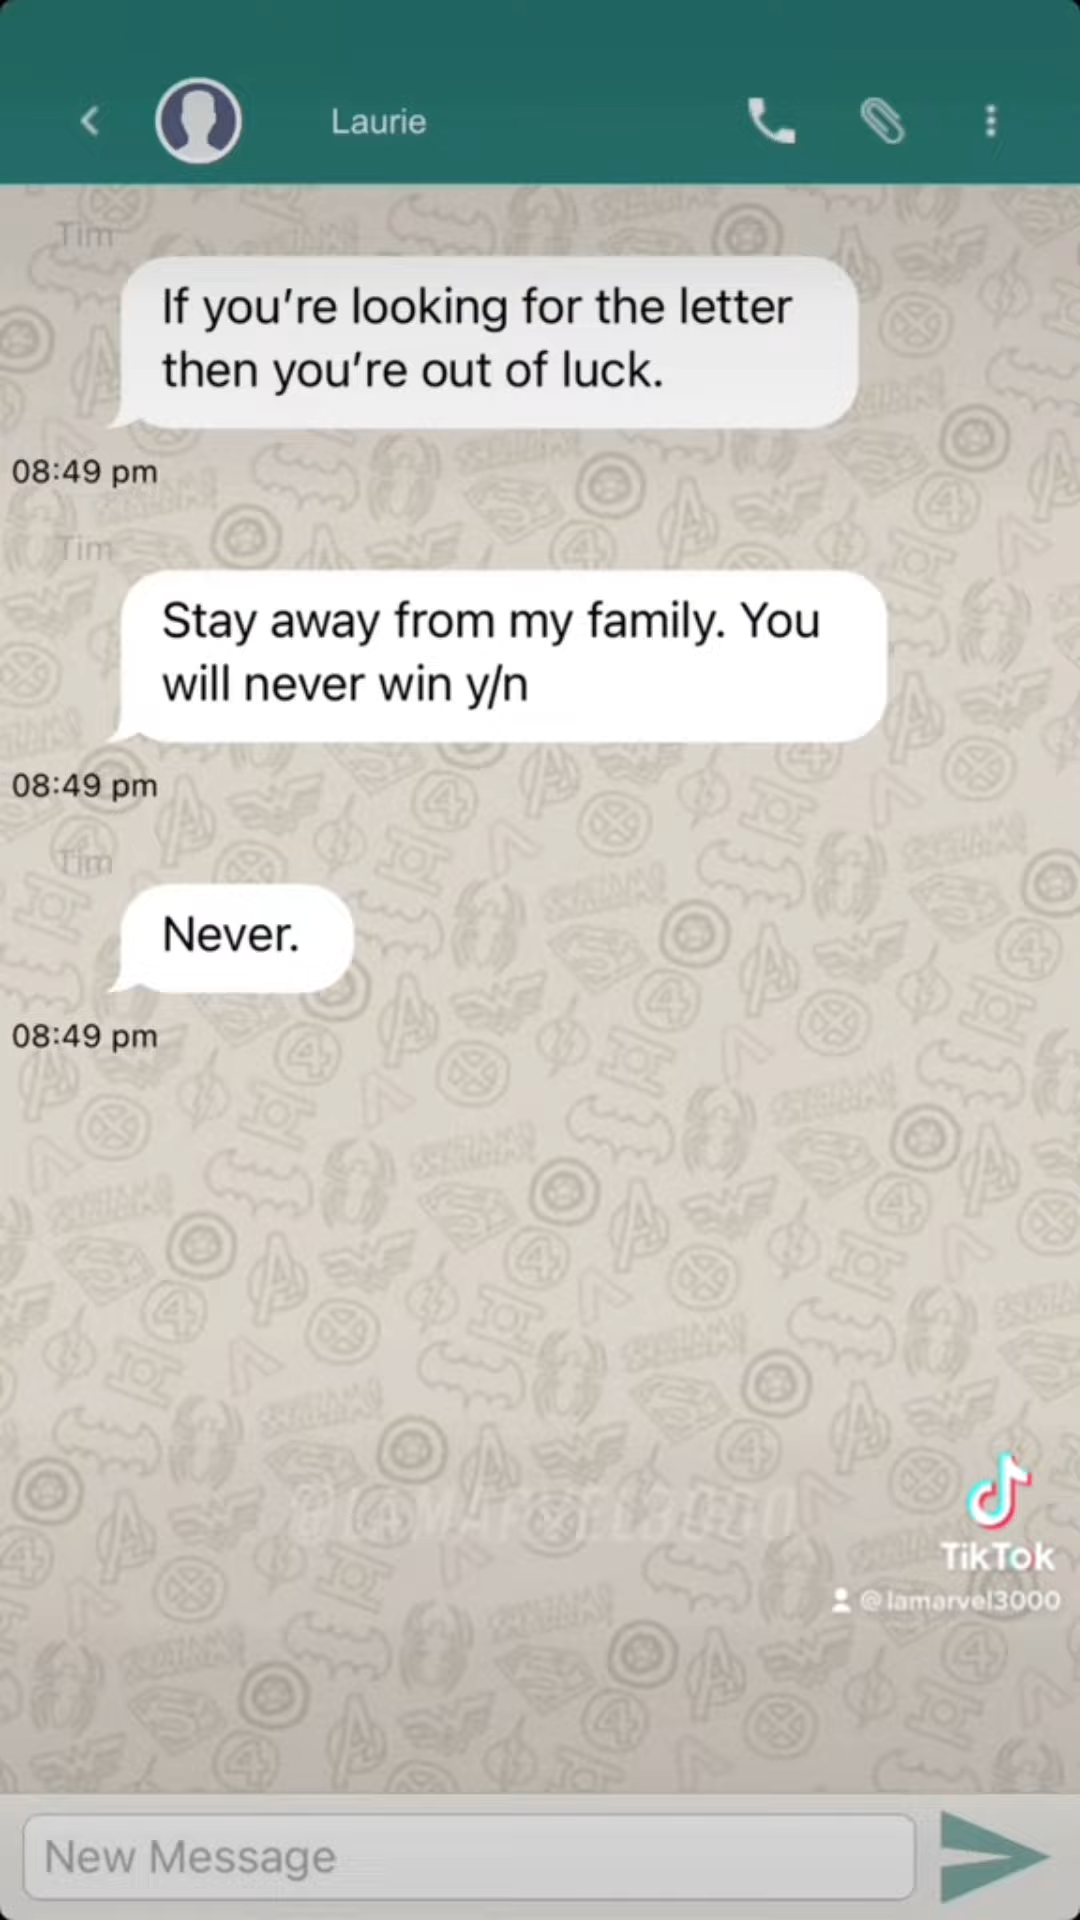 Laurie
Tim
If you’re looking for the letter
then you’re out of luck.
08:49 pm
Tim
Stay away from my family. You
will never win y/n
08:49 pm
Tim
Never.
08:49 pm
@LAMARVEL3000
TikTok
@lamarvel3000
New Message